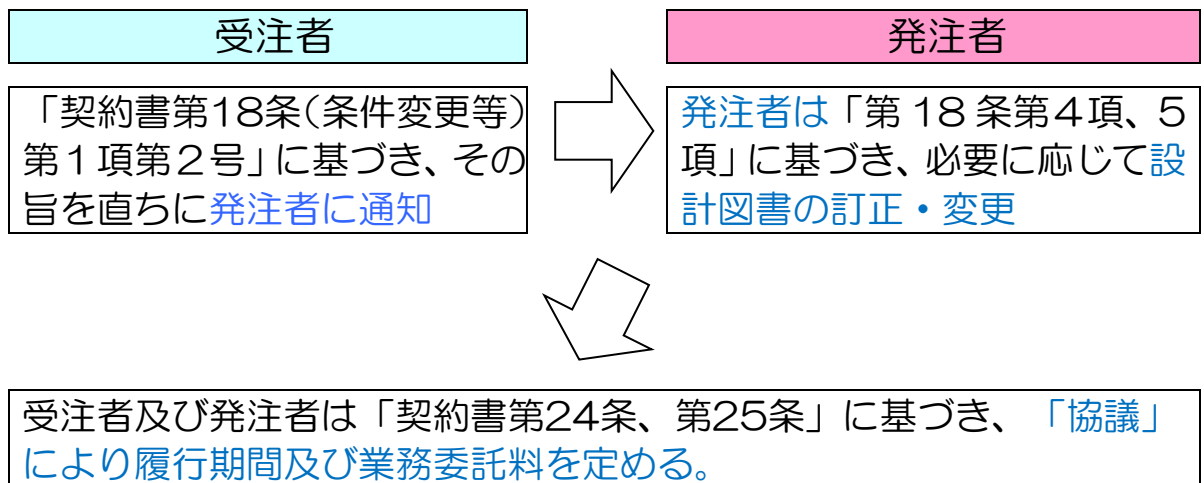 受注者
「契約書第18条(条件変更等)
第1項第2号」に基づき、その
旨を直ちに発注者に通知
発注者
発注者は「第 18 条第4項、5
項」に基づき、必要に応じて設
計図書の訂正・変更
受注者及び発注者は「契約書第24条、第25条」に基づき、「協議」
により履行期間及び業務委託料を定める。